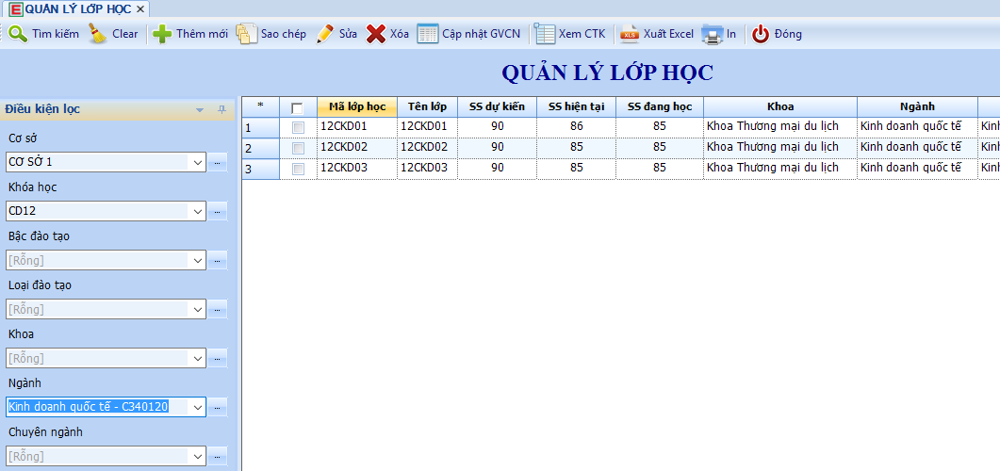 QUẢN LÝ LỚP HỌC
Tìm kiếm Clear Thêm mới Sao chép Sửa Xóa Cập nhật GVCN Xem CTK Xuất Excel In Đóng
QUẢN LÝ LỚP HỌC
Điều kiện lọc
Cơ sở
CƠ SỞ 1
Khóa học
CD12
Bậc đào tạo
[Rỗng]
Loại đào tạo
[Rỗng]
Khoa
[Rỗng]
Ngành
Kinh doanh quốc tế - C340120
Chuyên ngành
[Rỗng]
* Mã lớp học Tên lớp SS dự kiến SS hiện tại SS đang học Khoa Ngành
1 12CKD01 12CKD01 90 86 85 Khoa Thương mại du lịch Kinh doanh quốc tế
2 12CKD02 12CKD02 90 85 85 Khoa Thương mại du lịch Kinh doanh quốc tế
3 12CKD03 12CKD03 90 85 85 Khoa Thương mại du lịch Kinh doanh quốc tế